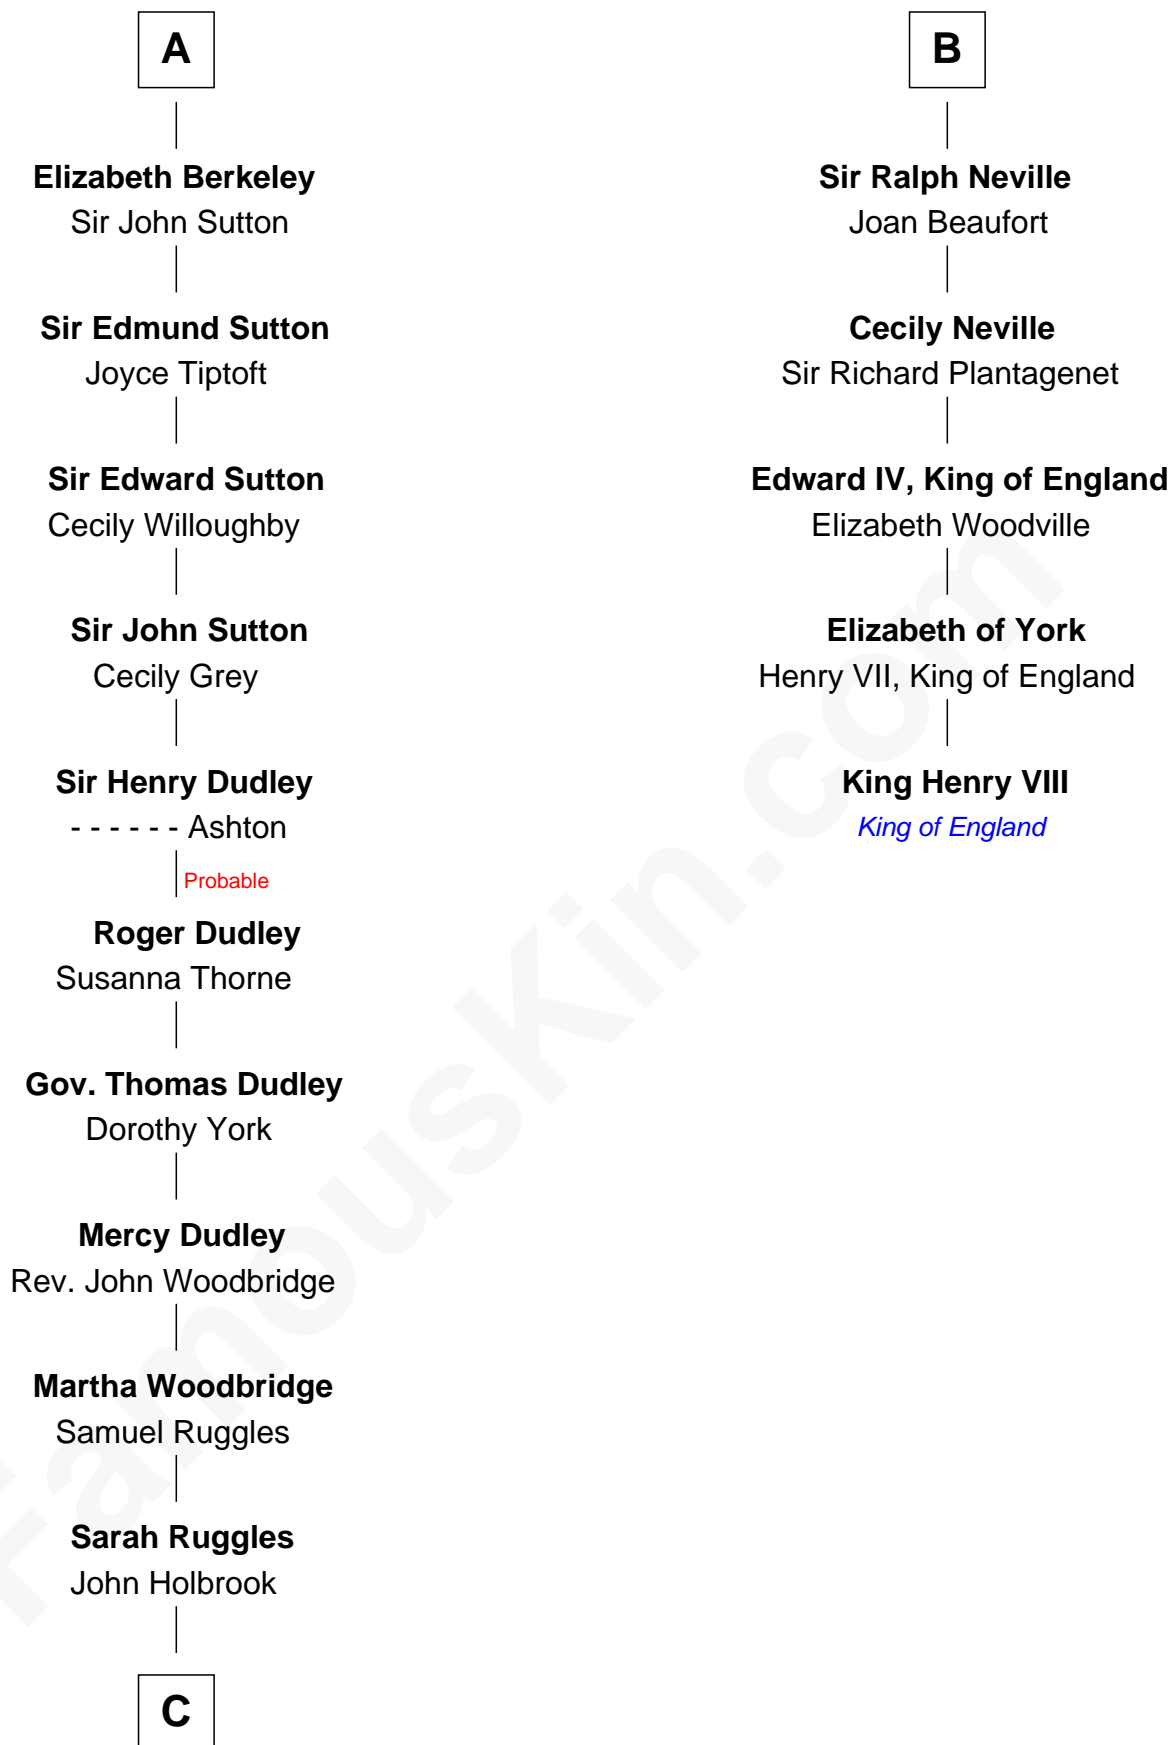 A
Elizabeth Berkeley
Sir John Sutton
Sir Edmund Sutton
Joyce Tiptoft
Sir Edward Sutton
Cecily Willoughby
Sir John Sutton
Cecily Grey
Sir Henry Dudley
- - - - - - Ashton
Probable
Roger Dudley
Susanna Thorne
Gov. Thomas Dudley
Dorothy York
Mercy Dudley
Rev. John Woodbridge
Martha Woodbridge
Samuel Ruggles
Sarah Ruggles
John Holbrook
C
B
Sir Ralph Neville
Joan Beaufort
Cecily Neville
Sir Richard Plantagenet
Edward IV, King of England
Elizabeth Woodville
Elizabeth of York
Henry VII, King of England
King Henry VIII
King of England
FamousKin.com